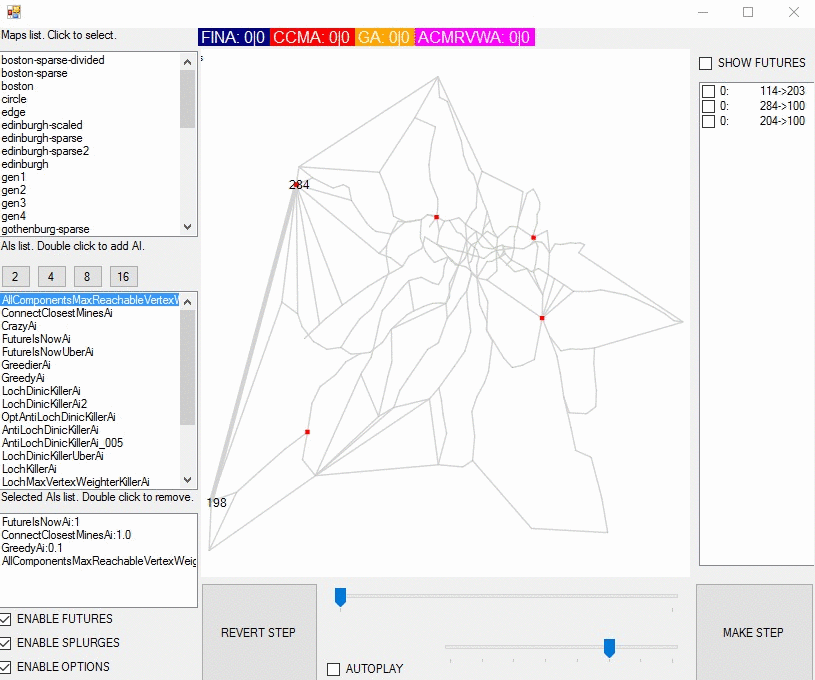 Maps list. Click to select.
FINA: 0|0 CCMA: 0|0 GA: 0|0 ACMRVWA: 0|0
boston-sparse-divided
boston-sparse
boston
circle
edge
edinburgh-scaled
edinburgh-sparse
edinburgh-sparse2
edinburgh
gen1
gen2
gen3
gen4
gothenburg-sparse
AIs list. Double click to add AI.
2 4 8 16
AllComponentsMaxReachableVertexW
ConnectClosestMinesAi
CrazyAi
FutureIsNowAi
FutureIsNowUberAi
GreedierAi
GreedyAi
LochDinicKillerAi
LochDinicKillerAi2
OptAntiLochDinicKillerAi
AntiLochDinicKillerAi
AntiLochDinicKillerAi_005
LochDinicKillerUberAi
LochKillerAi
LochMaxVertexWeighterKillerAi
Selected AIs list. Double click to remove.
FutureIsNowAi:1
ConnectClosestMinesAi:1.0
GreedyAi:0.1
AllComponentsMaxReachableVertexWeig
ENABLE FUTURES
ENABLE SPLURGES
ENABLE OPTIONS
s
284
198
REVERT STEP
AUTOPLAY
SHOW FUTURES
0: 114->203
0: 284->100
0: 204->100
MAKE STEP